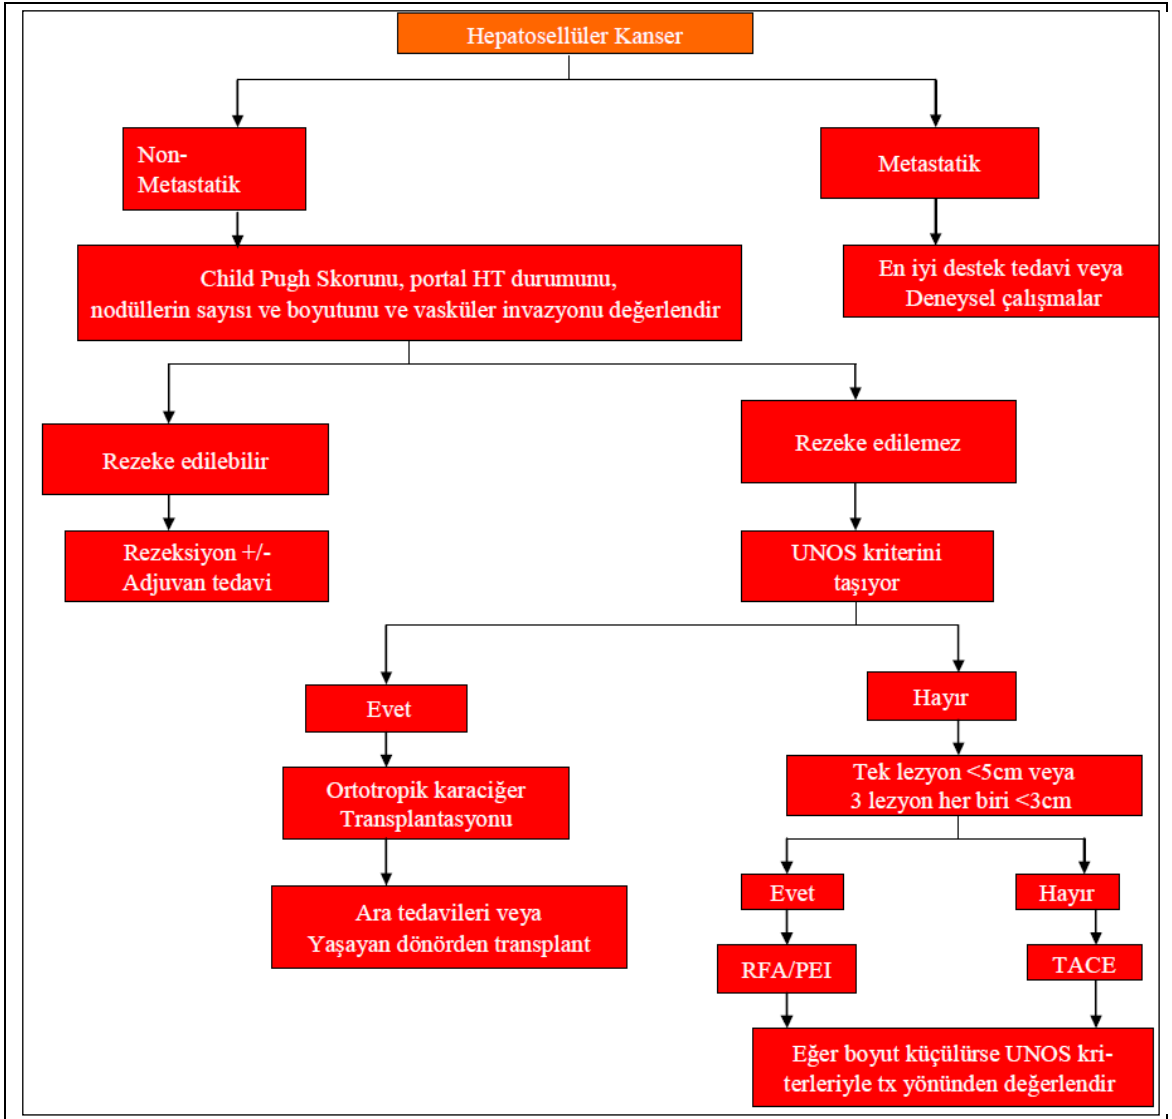 Hepatosellüler Kanser
Non-
Metastatik
Metastatik
Child Pugh Skorunu, portal HT durumunu,
nodüllerin sayısı ve boyutunu ve vasküler invazyonu değerlendir
En iyi destek tedavi veya
Deneysel çalışmalar
Rezeke edilebilir
Rezeke edilemez
Rezeksiyon +/-
Adjuvan tedavi
UNOS kriterini
taşıyor
Evet
Hayır
Ortotropik karaciğer
Transplantasyonu
Tek lezyon <5cm veya
3 lezyon her biri <3cm
Ara tedavileri veya
Yaşayan dönörden transplant
Evet
Hayır
RFA/PEI
TACE
Eğer boyut küçülürse UNOS kri-
terleriyle tx yönünden değerlendir